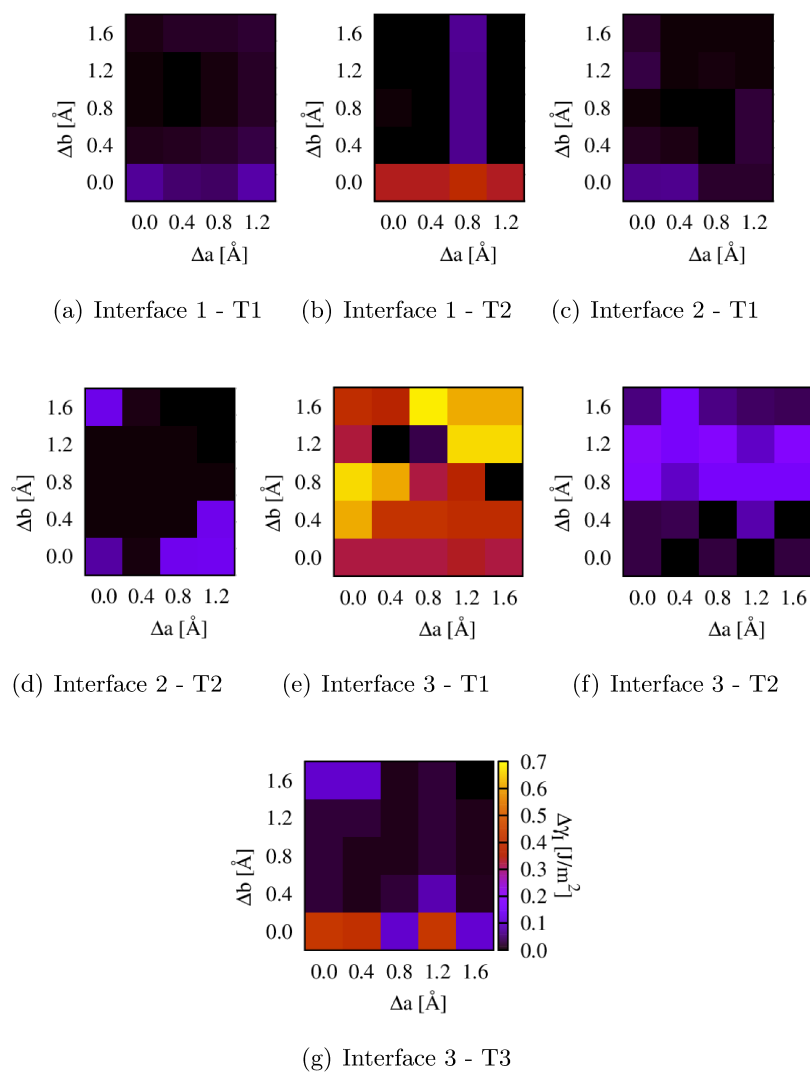 1.6 1.6 1.6
1.2 1.2 1.2
Δb [Å] 0.8 Δb [Å] 0.8 Δb [Å] 0.8
0.4 0.4 0.4
0.0 0.0 0.0
0.0 0.4 0.8 1.2 0.0 0.4 0.8 1.2 0.0 0.4 0.8 1.2
Δa [Å] Δa [Å] Δa [Å]
(a) Interface 1 - T1 (b) Interface 1 - T2 (c) Interface 2 - T1
1.6 1.6 1.6
1.2 1.2 1.2
Δb [Å] 0.8 Δb [Å] 0.8 Δb [Å] 0.8
0.4 0.4 0.4
0.0 0.0 0.0
0.0 0.4 0.8 1.2 0.0 0.4 0.8 1.2 1.6 0.0 0.4 0.8 1.2 1.6
Δa [Å] Δa [Å] Δa [Å]
(d) Interface 2 - T2 (e) Interface 3 - T1 (f) Interface 3 - T2
0.7
1.6 0.6
1.2 0.5
Δb [Å] 0.8 0.4 Δγ_I [J/m²]
0.3
0.4 0.2
0.0 0.1
0.0
0.0 0.4 0.8 1.2 1.6
Δa [Å]
(g) Interface 3 - T3